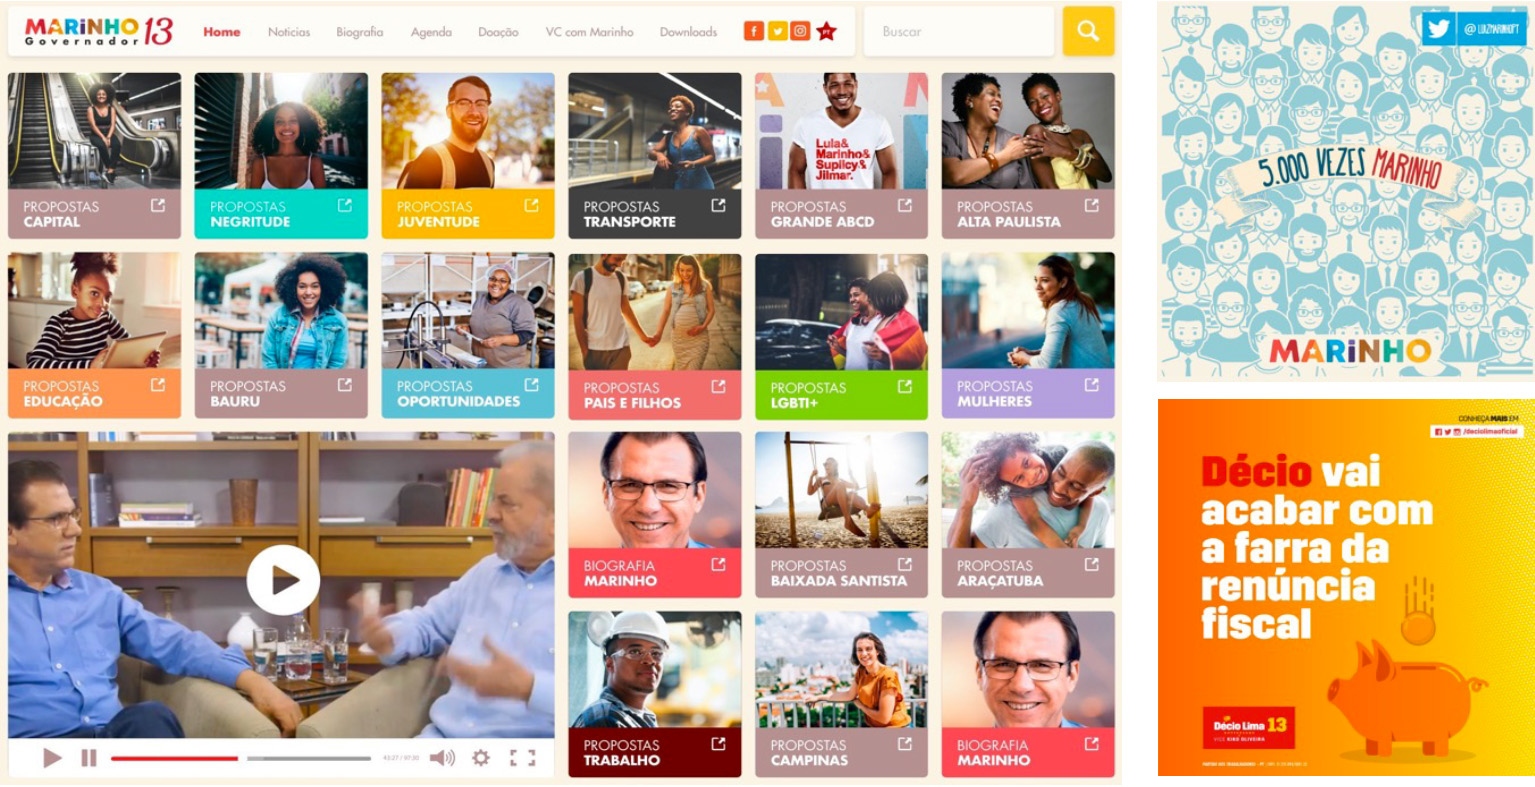 MARiNHO 13
Governador
Home
Notícias
Biografia
Agenda
Doação
VC com Marinho
Downloads
PT
Buscar
PROPOSTAS
CAPITAL
PROPOSTAS
NEGRITUDE
PROPOSTAS
JUVENTUDE
PROPOSTAS
TRANSPORTE
Lula&
Marinho&
Suplicy&
Jilmar.
PROPOSTAS
GRANDE ABCD
PROPOSTAS
ALTA PAULISTA
PROPOSTAS
EDUCAÇÃO
PROPOSTAS
BAURU
PROPOSTAS
OPORTUNIDADES
PROPOSTAS
PAIS E FILHOS
PROPOSTAS
LGBTI+
PROPOSTAS
MULHERES
43:27 / 97:30
BIOGRAFIA
MARINHO
PROPOSTAS
BAIXADA SANTISTA
PROPOSTAS
ARAÇATUBA
PROPOSTAS
TRABALHO
PROPOSTAS
CAMPINAS
BIOGRAFIA
MARINHO
@LUIZMARINHOPT
5.000 VEZES MARINHO
MARiNHO
CONHEÇA MAIS EM
/deciolimaoficial
Décio vai
acabar com
a farra da
renúncia
fiscal
Décio Lima 13
VICE KIKO OLIVEIRA